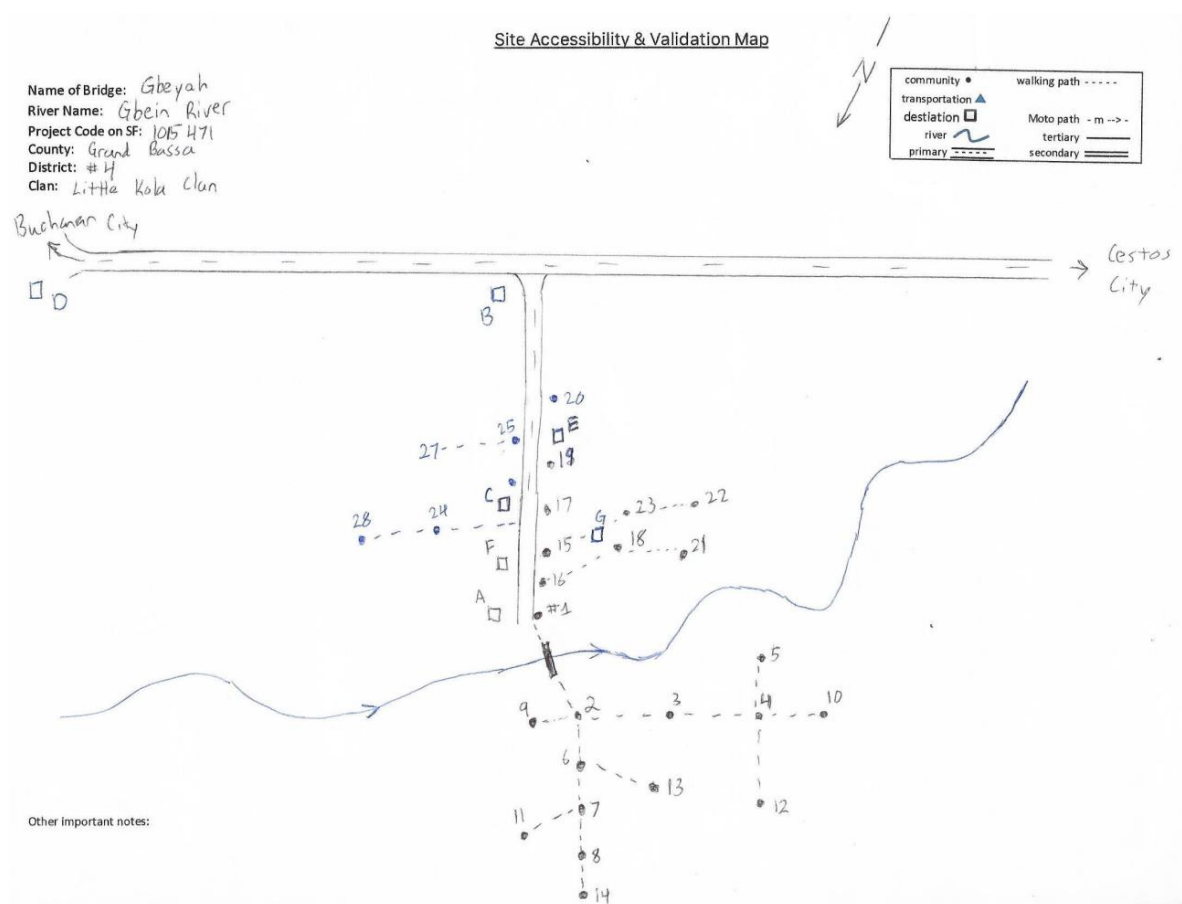 Site Accessibility & Validation Map
N
Name of Bridge: Gbeyah
River Name: Gbein River
Project Code on SF: 1015471
County: Grand Bassa
District: #4
Clan: Little Kola Clan
community
walking path
transportation
destiation
Moto path - m -->-
river
tertiary
primary
secondary
Buchanan City
Cestos
City
D
B
20
25
E
27
19
C
17
23
22
28
24
G
F
15
18
21
16
A
#1
5
9
2
3
4
10
6
13
12
11
7
8
14
Other important notes: